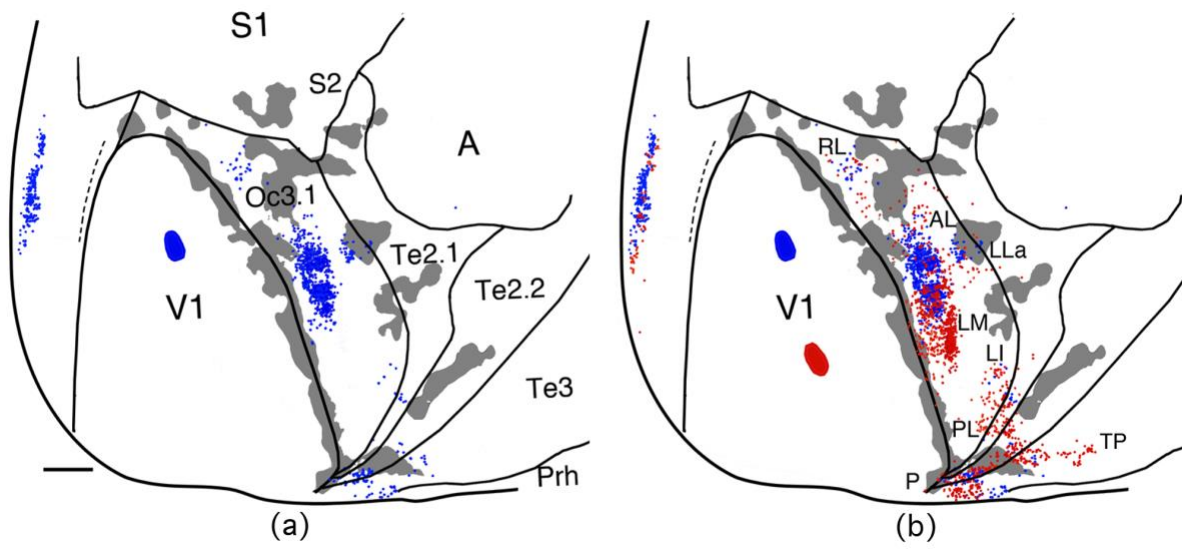 S1
S2
A
Oc3.1
Te2.1
Te2.2
V1
Te3
Prh
(a)
RL
AL
LLa
V1
LM
LI
PL
TP
P
(b)